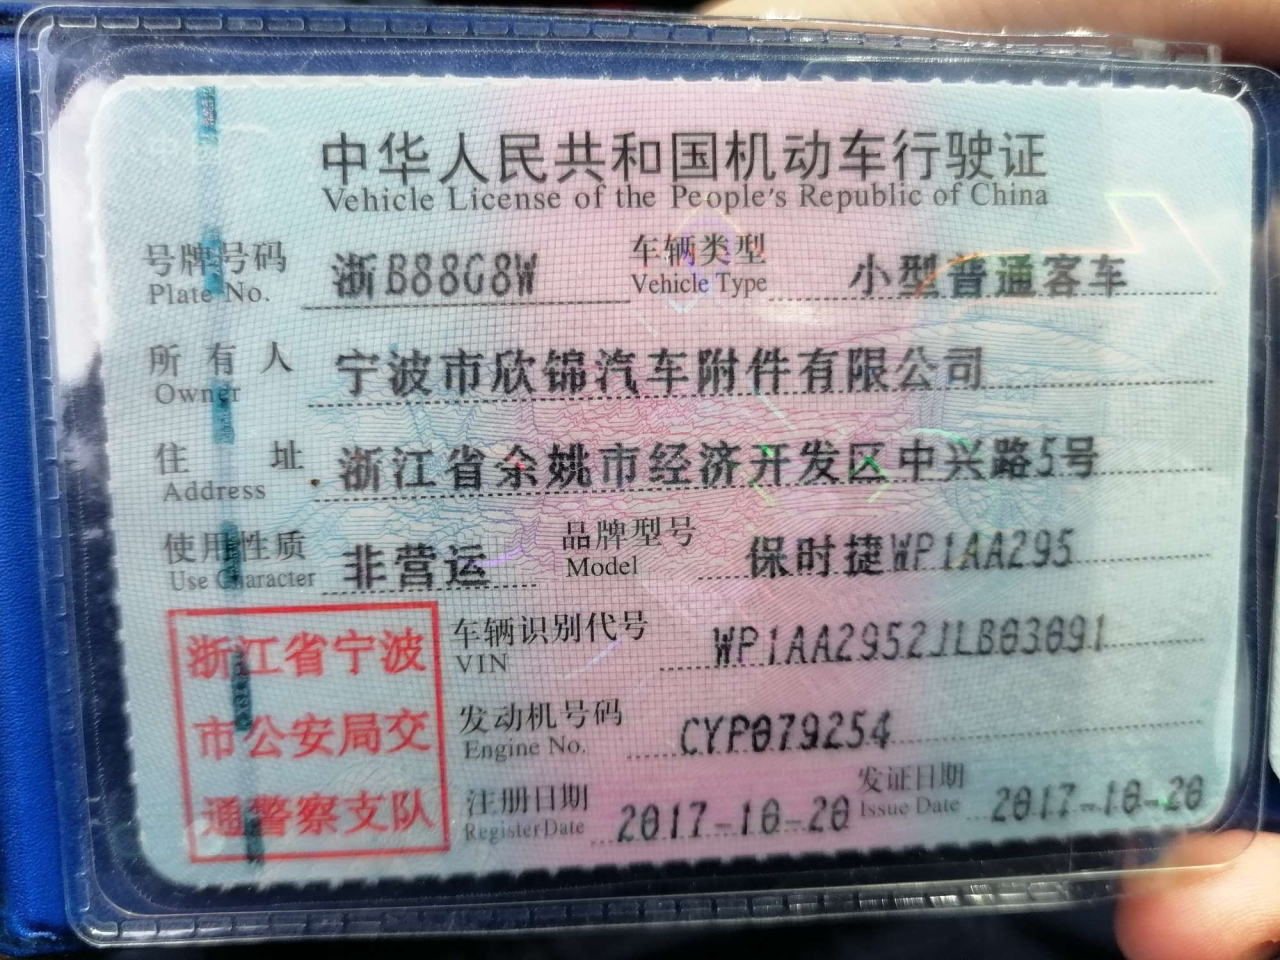 中华人民共和国机动车行驶证
Vehicle License of the People's Republic of China
号牌号码 浙B88G8W 车辆类型 小型普通客车
Plate No. Vehicle Type
所有人 宁波市欣锦汽车附件有限公司
Owner
住址 浙江省余姚市经济开发区中兴路5号
Address
使用性质 非营运 品牌型号 保时捷WP1AA295
Use Character Model
车辆识别代号 WP1AA2952JLB03091
VIN
发动机号码 CYP079254
Engine No.
注册日期 2017-10-20 发证日期 2017-10-20
Register Date Issue Date
浙江省宁波
市公安局交
通警察支队